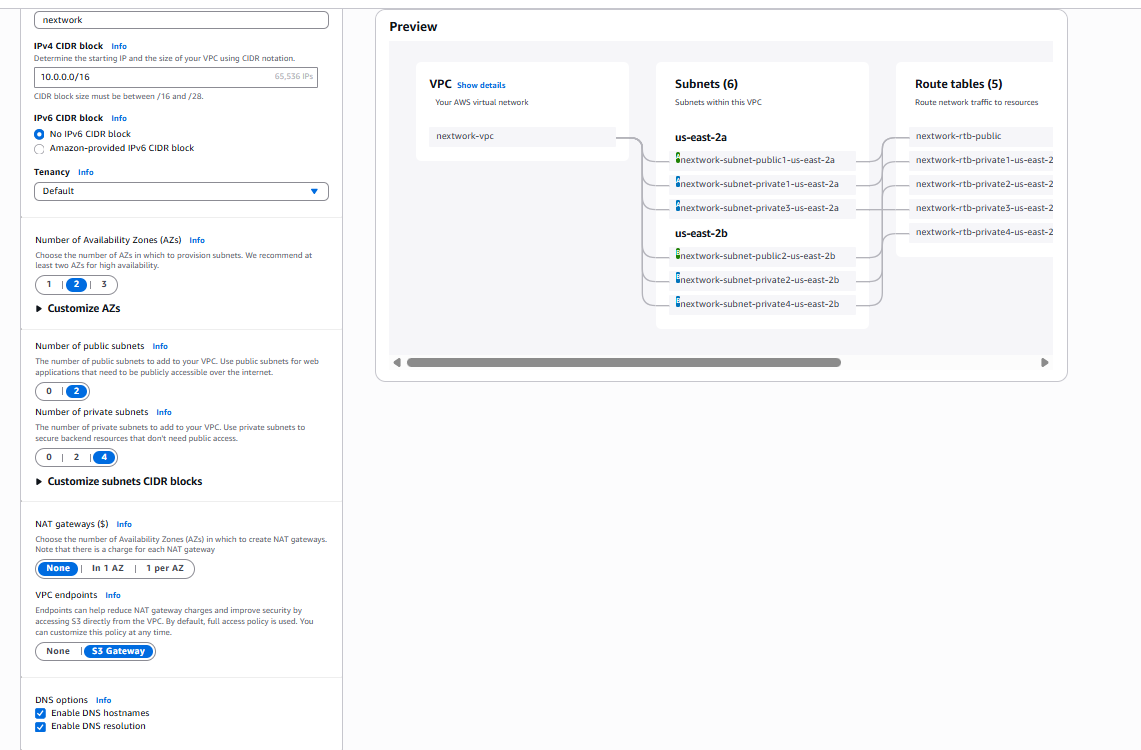 nextwork
IPv4 CIDR block Info
Determine the starting IP and the size of your VPC using CIDR notation.
10.0.0.0/16 65,536 IPs
CIDR block size must be between /16 and /28.
IPv6 CIDR block Info
No IPv6 CIDR block
Amazon-provided IPv6 CIDR block
Tenancy Info
Default
Number of Availability Zones (AZs) Info
Choose the number of AZs in which to provision subnets. We recommend at
least two AZs for high availability.
1 | 2 | 3
Customize AZs
Number of public subnets Info
The number of public subnets to add to your VPC. Use public subnets for web
applications that need to be publicly accessible over the internet.
0 | 2
Number of private subnets Info
The number of private subnets to add to your VPC. Use private subnets to
secure backend resources that don't need public access.
0 | 2 | 4
Customize subnets CIDR blocks
NAT gateways ($) Info
Choose the number of Availability Zones (AZs) in which to create NAT gateways.
Note that there is a charge for each NAT gateway
None | In 1 AZ | 1 per AZ
VPC endpoints Info
Endpoints can help reduce NAT gateway charges and improve security by
accessing S3 directly from the VPC. By default, full access policy is used. You
can customize this policy at any time.
None | S3 Gateway
DNS options Info
Enable DNS hostnames
Enable DNS resolution
Preview
VPC Show details
Your AWS virtual network
nextwork-vpc
Subnets (6)
Subnets within this VPC
us-east-2a
nextwork-subnet-public1-us-east-2a
nextwork-subnet-private1-us-east-2a
nextwork-subnet-private3-us-east-2a
us-east-2b
nextwork-subnet-public2-us-east-2b
nextwork-subnet-private2-us-east-2b
nextwork-subnet-private4-us-east-2b
Route tables (5)
Route network traffic to resources
nextwork-rtb-public
nextwork-rtb-private1-us-east-2
nextwork-rtb-private2-us-east-2
nextwork-rtb-private3-us-east-2
nextwork-rtb-private4-us-east-2